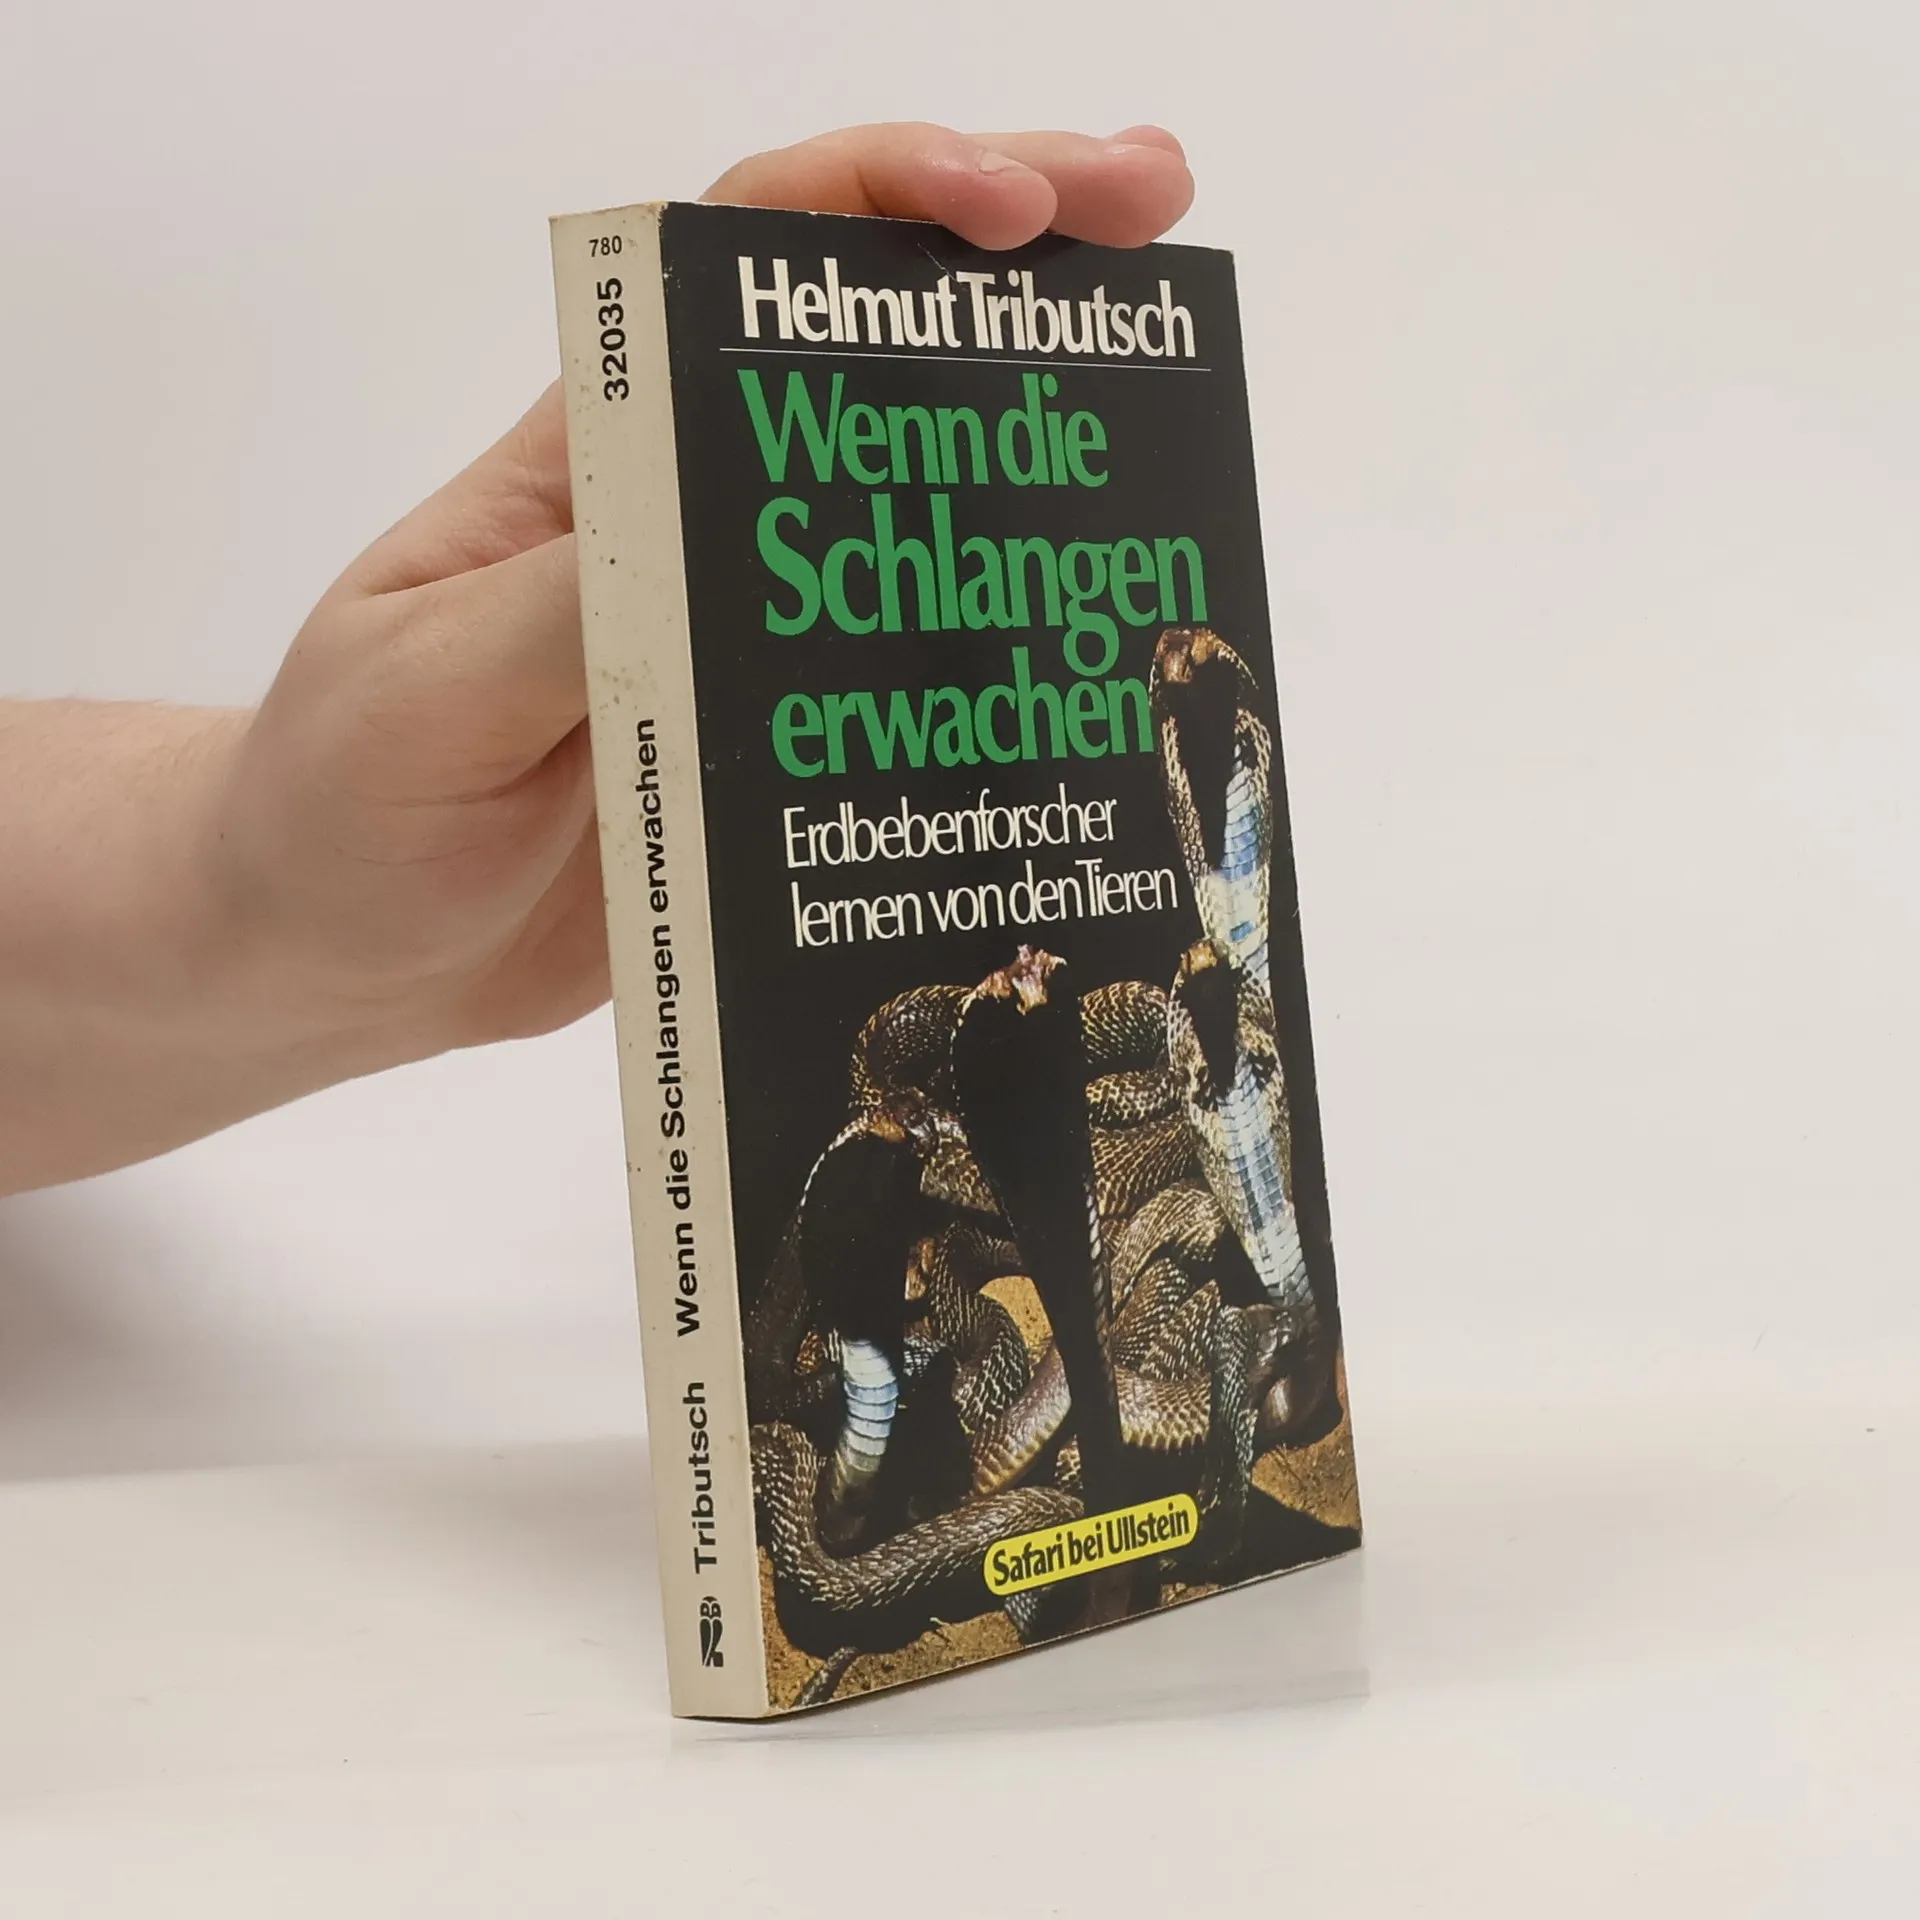 780
32035
Tributsch Wenn die Schlangen erwachen
Helmut Tributsch
Wenn die
Schlangen
erwachen
Erdbebenforscher
lernen von den Tieren
Safari bei Ullstein